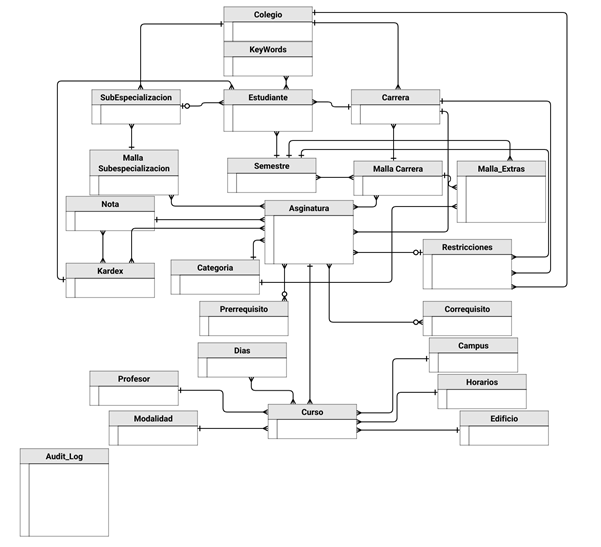 Colegio
KeyWords
SubEspecializacion
Estudiante
Carrera
Malla
Subespecializacion
Semestre
Malla Carrera
Malla_Extras
Nota
Asginatura
Restricciones
Kardex
Categoria
Prerrequisito
Correquisito
Dias
Campus
Profesor
Horarios
Curso
Modalidad
Edificio
Audit_Log